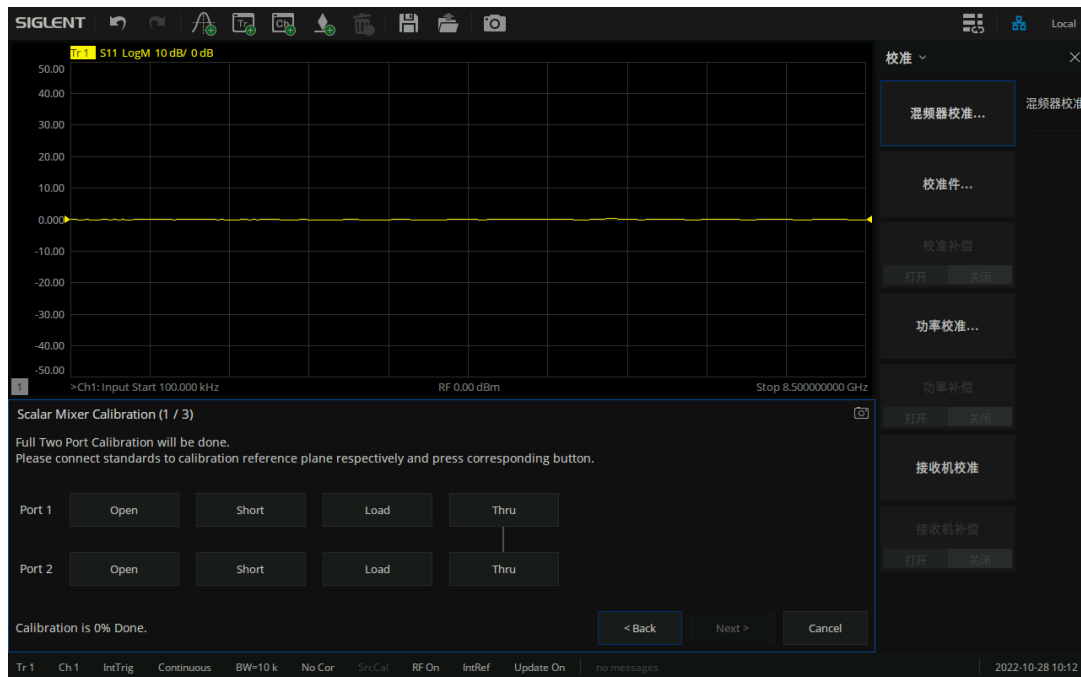 SIGLENT Tr Cb Local
Tr 1 S11 LogM 10 dB/ 0 dB
50.00
40.00
30.00
20.00
10.00
0.000
-10.00
-20.00
-30.00
-40.00
-50.00
1 >Ch1: Input Start 100.000 kHz RF 0.00 dBm Stop 8.500000000 GHz
校准
混频器校准... 混频器校准
校准件...
校准补偿
打开 关闭
功率校准...
功率补偿
打开 关闭
接收机校准
接收机补偿
打开 关闭
Scalar Mixer Calibration (1 / 3)
Full Two Port Calibration will be done.
Please connect standards to calibration reference plane respectively and press corresponding button.
Port 1 Open Short Load Thru
Port 2 Open Short Load Thru
Calibration is 0% Done. < Back Next > Cancel
Tr 1 Ch 1 IntTrig Continuous BW=10 k No Cor SrcCal RF On IntRef Update On no messages 2022-10-28 10:12